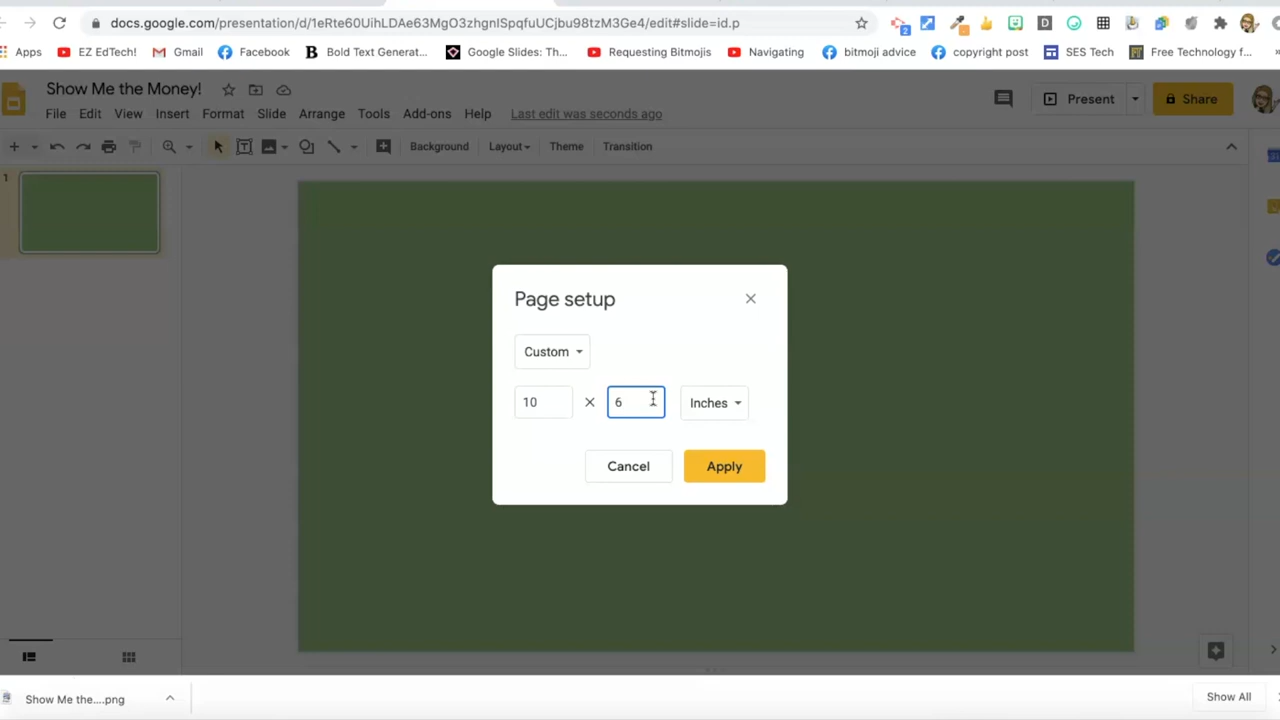 docs.google.com/presentation/d/1eRte60UihLDAe63MgO3zhgnISpqfuUCjbu98tzM3Ge4/edit#slide=id.p
2
D
Apps
EZ EdTech!
Gmail
Facebook
B Bold Text Generat...
Google Slides: Th...
Requesting Bitmojis
Navigating
bitmoji advice
copyright post
SES Tech
Free Technology f...
Show Me the Money!
Present
Share
File Edit View Insert Format Slide Arrange Tools Add-ons Help Last edit was seconds ago
Background Layout Theme Transition
1
Page setup
Custom
10 × 6 Inches
Cancel Apply
Show Me the....png
Show All